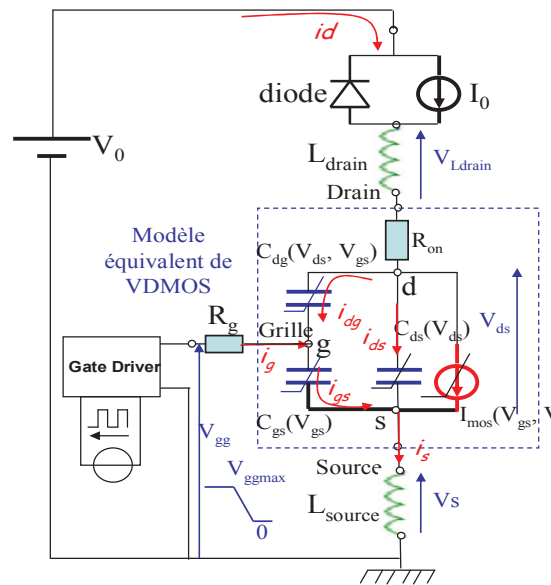 id
diode
I0
V0
Ldrain
VLdrain
Drain
Modèle
équivalent de
VDMOS
Cdg(Vds, Vgs)
Ron
d
Rg
Grille
idg
ids
Cds(Vds)
Vds
Gate Driver
ig
g
igs
Cgs(Vgs)
s
Imos(Vgs, V
Vgg
is
Vggmax
0
Source
Lsource
Vs